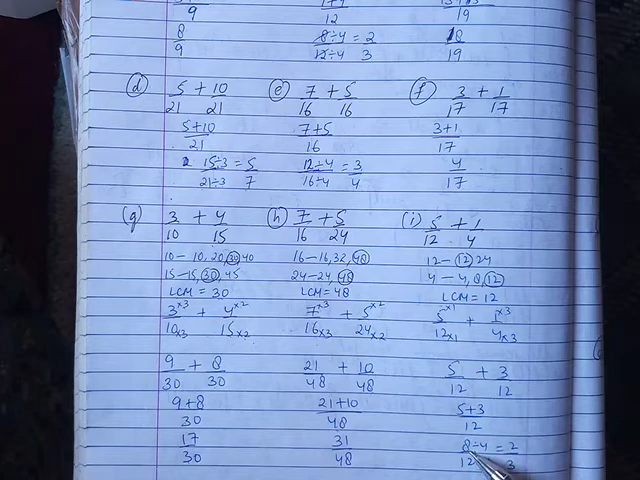 9 12 19
8/9 8÷4/12÷4 = 2/3 18/19
(d) 5/21 + 10/21 (e) 7/16 + 5/16 (f) 3/17 + 1/17
5+10/21 7+5/16 3+1/17
15÷3/21÷3 = 5/7 12÷4/16÷4 = 3/4 4/17
(g) 3/10 + 4/15 (h) 7/16 + 5/24 (i) 5/12 + 1/4
10 – 10, 20, 30 40 16 – 16, 32, 48 12 – 12 24
15 – 15, 30, 45 24 – 24, 48 4 – 4, 8, 12
LCM = 30 LCM = 48 LCM = 12
3×3/10×3 + 4×2/15×2 7×3/16×3 + 5×2/24×2 5×1/12×1 + 1×3/4×3
9/30 + 8/30 21/48 + 10/48 5/12 + 3/12
9+8/30 21+10/48 5+3/12
17/30 31/48 8÷4/12 = 2/3